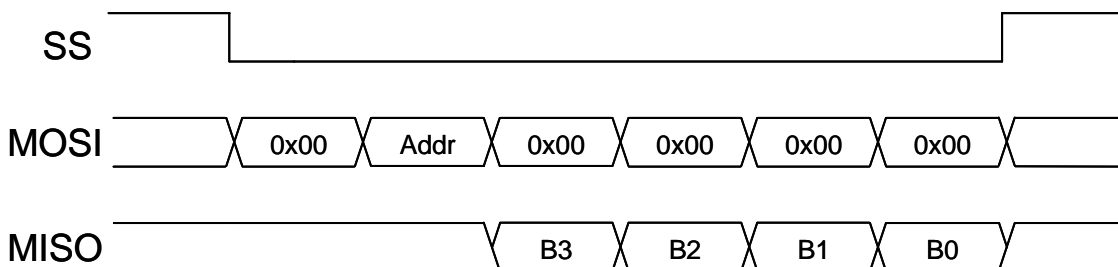 SS
MOSI 0x00 Addr 0x00 0x00 0x00 0x00
MISO B3 B2 B1 B0